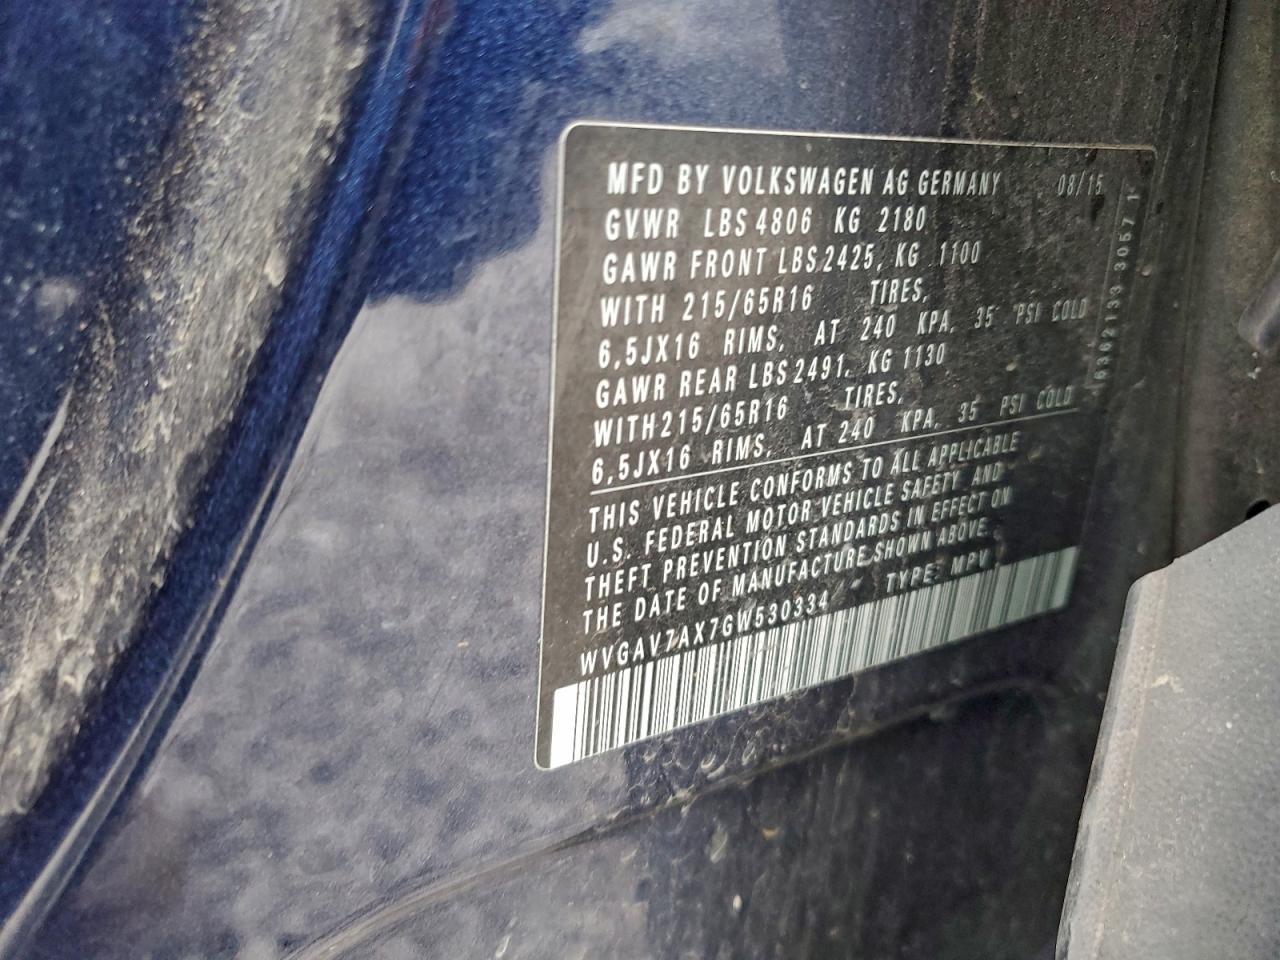 MFD BY VOLKSWAGEN AG GERMANY 08/15
GVWR LBS 4806 KG 2180
GAWR FRONT LBS 2425, KG 1100
WITH 215/65R16 TIRES,
6,5JX16 RIMS, AT 240 KPA, 35 PSI COLD
GAWR REAR LBS 2491, KG 1130
WITH 215/65R16 TIRES,
6,5JX16 RIMS, AT 240 KPA, 35 PSI COLD
THIS VEHICLE CONFORMS TO ALL APPLICABLE
U.S. FEDERAL MOTOR VEHICLE SAFETY AND
THEFT PREVENTION STANDARDS IN EFFECT ON
THE DATE OF MANUFACTURE SHOWN ABOVE.
WVGAV7AX7GW530334 * TYPE: MPV